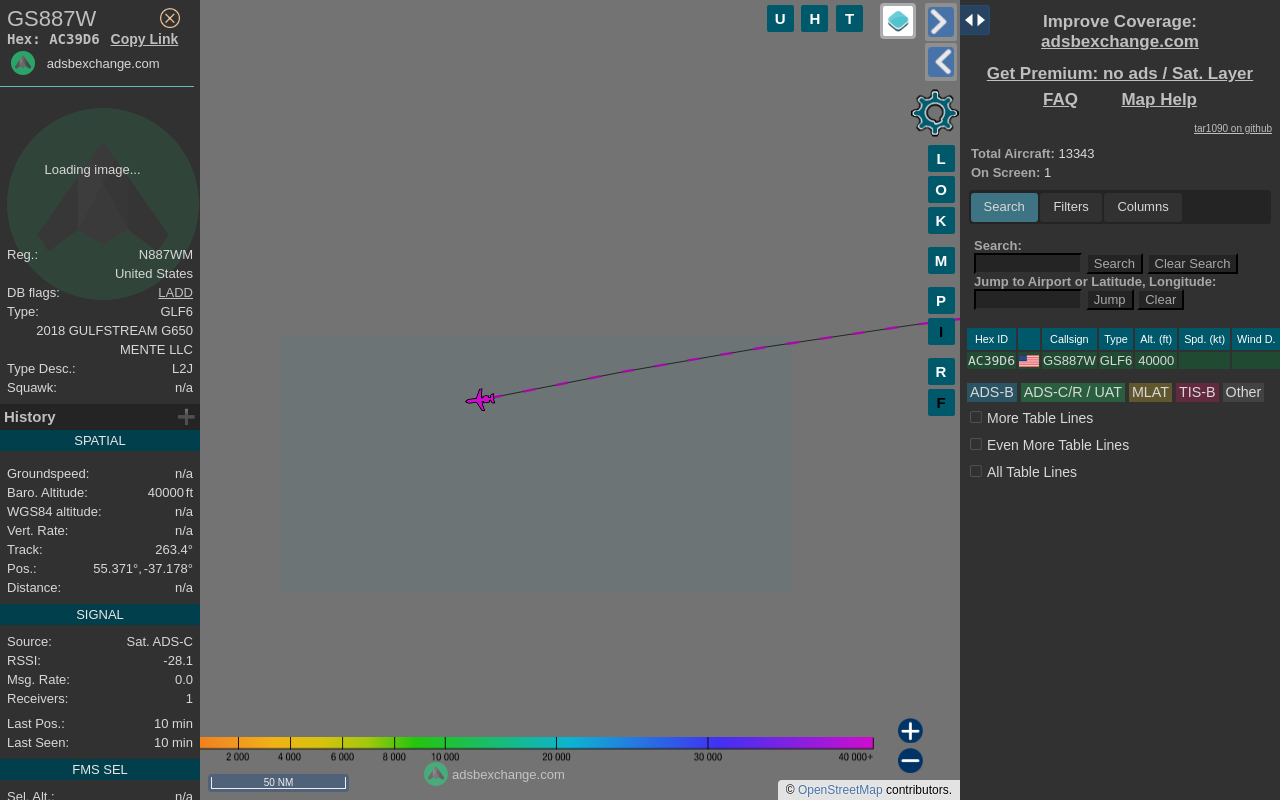 GS887W
Hex: AC39D6 Copy Link
adsbexchange.com
Loading image...
Reg.: N887WM
United States
DB flags: LADD
Type: GLF6
2018 GULFSTREAM G650
MENTE LLC
Type Desc.: L2J
Squawk: n/a
History
SPATIAL
Groundspeed: n/a
Baro. Altitude: 40000 ft
WGS84 altitude: n/a
Vert. Rate: n/a
Track: 263.4°
Pos.: 55.371°, -37.178°
Distance: n/a
SIGNAL
Source: Sat. ADS-C
RSSI: -28.1
Msg. Rate: 0.0
Receivers: 1
Last Pos.: 10 min
Last Seen: 10 min
FMS SEL
Sel. Alt.: n/a
U H T
L
O
K
M
P
I
R
F
2 000 4 000 6 000 8 000 10 000 20 000 30 000 40 000+
adsbexchange.com
50 NM
© OpenStreetMap contributors.
Improve Coverage:
adsbexchange.com
Get Premium: no ads / Sat. Layer
FAQ Map Help
tar1090 on github
Total Aircraft: 13343
On Screen: 1
Search Filters Columns
Search:
Search Clear Search
Jump to Airport or Latitude, Longitude:
Jump Clear
Hex ID Callsign Type Alt. (ft) Spd. (kt) Wind D.
AC39D6 GS887W GLF6 40000
ADS-B ADS-C/R / UAT MLAT TIS-B Other
More Table Lines
Even More Table Lines
All Table Lines